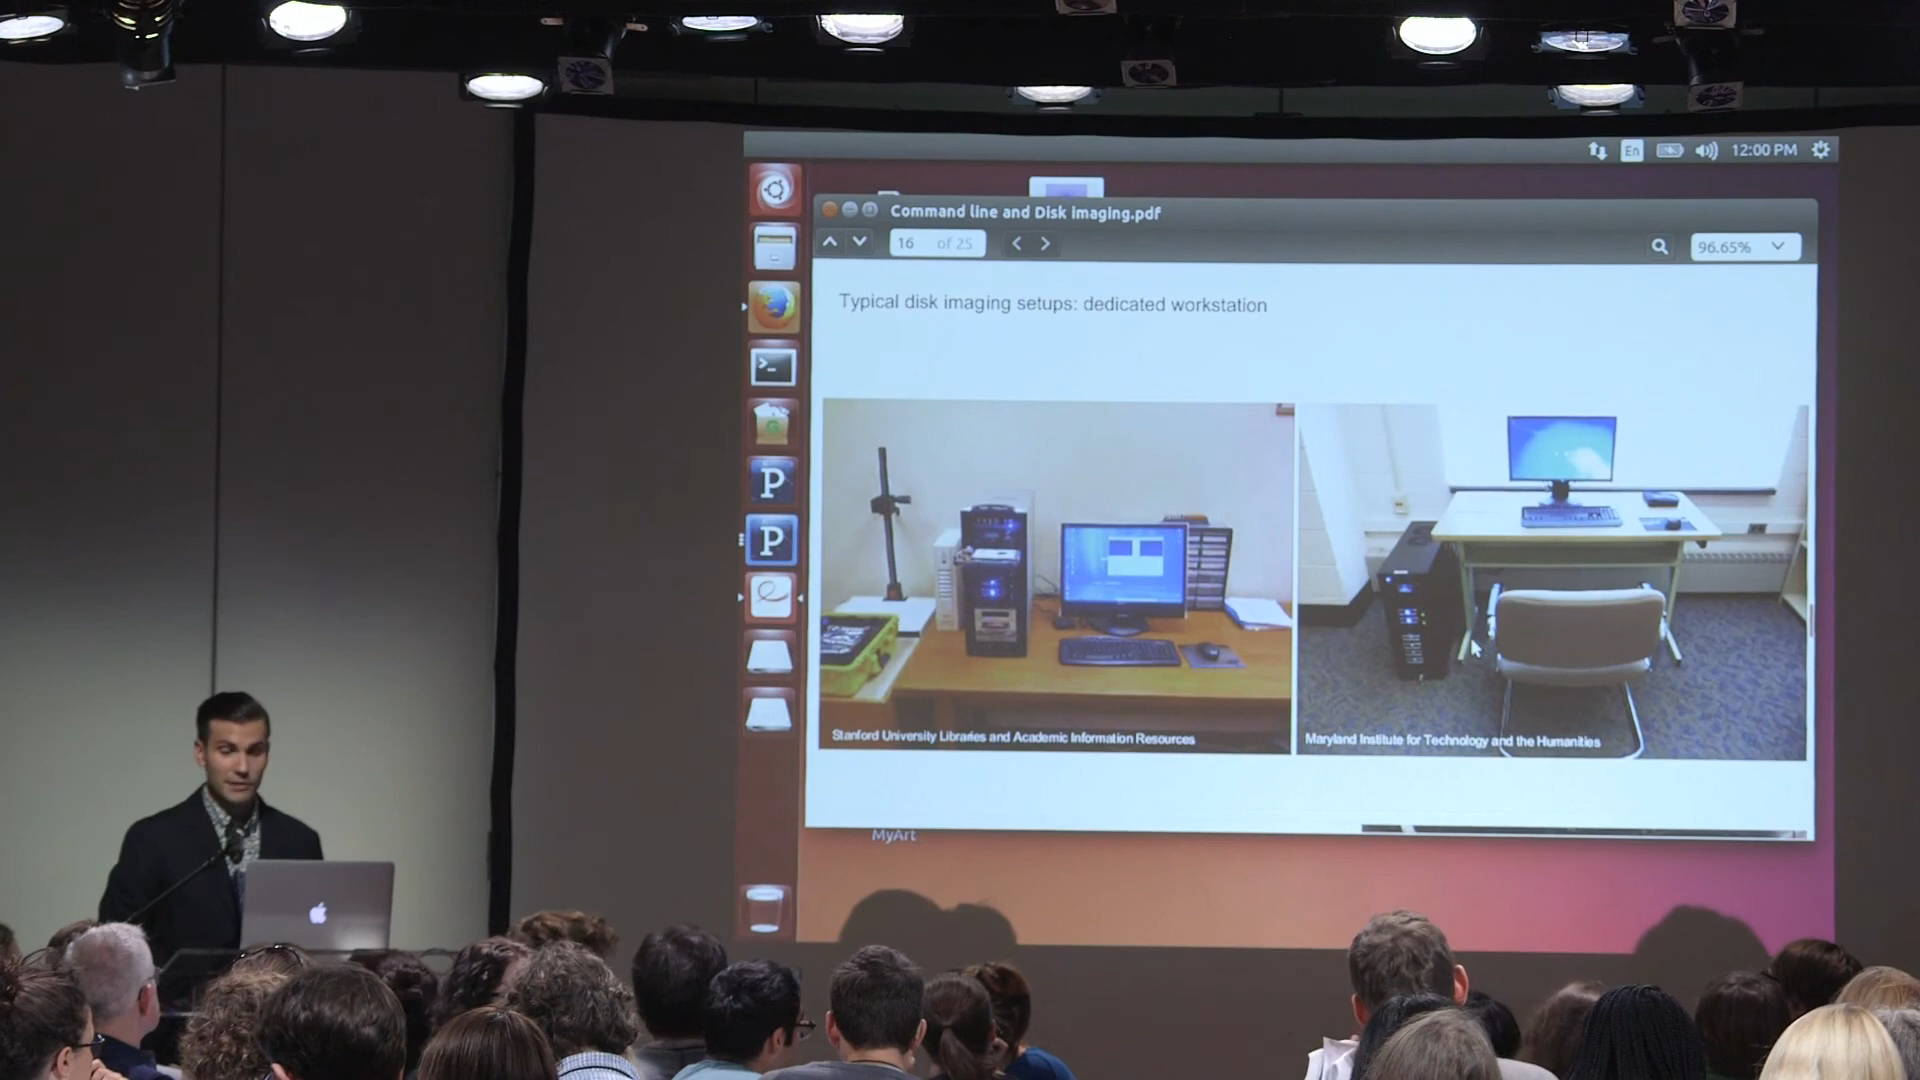 En
12:00 PM
Command line and Disk imaging.pdf
16 of 25
96.65%
Typical disk imaging setups: dedicated workstation
>_
P
P
Stanford University Libraries and Academic Information Resources
Maryland Institute for Technology and the Humanities
MyArt